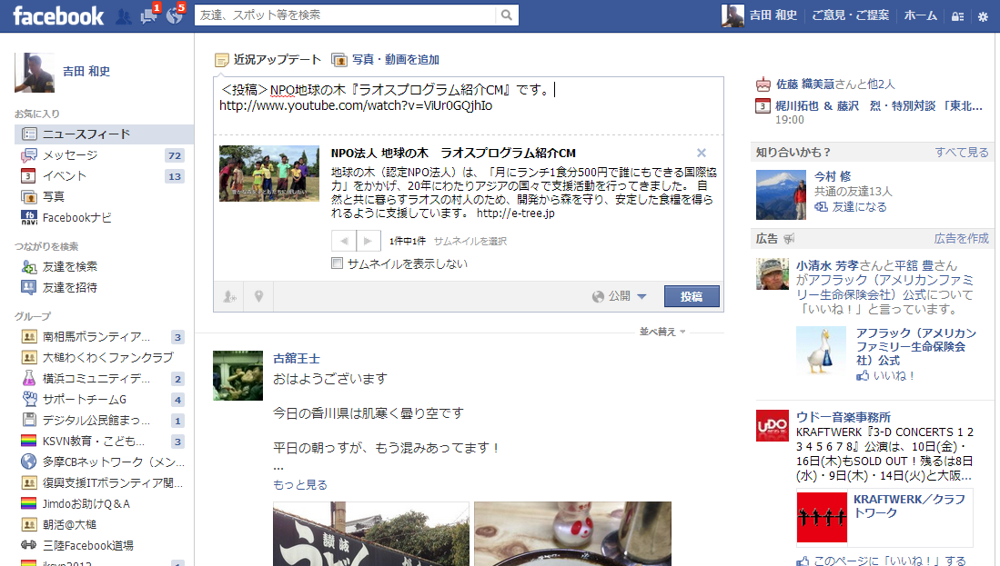 facebook
1
5
友達、スポット等を検索
吉田 和史
ご意見・ご提案
ホーム
吉田 和史
お気に入り
ニュースフィード
メッセージ 72
イベント 13
写真
Facebookナビ
つながりを検索
友達を検索
友達を招待
グループ
南相馬ボランティア... 3
大槌わくわくファンクラブ
横浜コミュニティデ... 2
サポートチームG 4
デジタル公民館まっ... 1
KSVN教育・こども... 3
多摩CBネットワーク（メン...
復興支援ITボランティア関...
Jimdoお助けQ＆A
朝活@大槌
三陸Facebook道場
近況アップデート
写真・動画を追加
＜投稿＞NPO地球の木『ラオスプログラム紹介CM』です。
http://www.youtube.com/watch?v=ViUr0GQjhIo
NPO法人 地球の木　ラオスプログラム紹介CM
地球の木（認定NPO法人）は、「月にランチ1食分500円で誰にもできる国際協
力」をかかげ、20年にわたりアジアの国々で支援活動を行ってきました。 自
然と共に暮らすラオスの村人のため、開発から森を守り、安定した食糧を得ら
れるように支援しています。 http://e-tree.jp
1件中1件
サムネイルを選択
サムネイルを表示しない
公開
投稿
並べ替え
古舘王士
おはようございます
今日の香川県は肌寒く曇り空です
平日の朝っすが、もう混みあってます！
...
もっと見る
讃岐
うどん
佐藤 織美意さんと他2人
梶川拓也 ＆ 藤沢　烈・特別対談 「東北...
19:00
知り合いかも？
すべて見る
今村 修
共通の友達13人
友達になる
広告
広告を作成
小清水 芳孝さんと平舘 豊さん
がアフラック（アメリカンファミ
リー生命保険会社）公式について
「いいね！」と言っています。
アフラック（アメリカン
ファミリー生命保険会
社）公式
いいね！
UDO
ウドー音楽事務所
KRAFTWERK『3-D CONCERTS 1 2
3 4 5 6 7 8』公演は、10日(金)・
16日(木)もSOLD OUT！残るは8日
(水)・9日(木)・14日(火)と大阪...
KRAFTWERK／クラフ
トワーク
このページに「いいね！」する